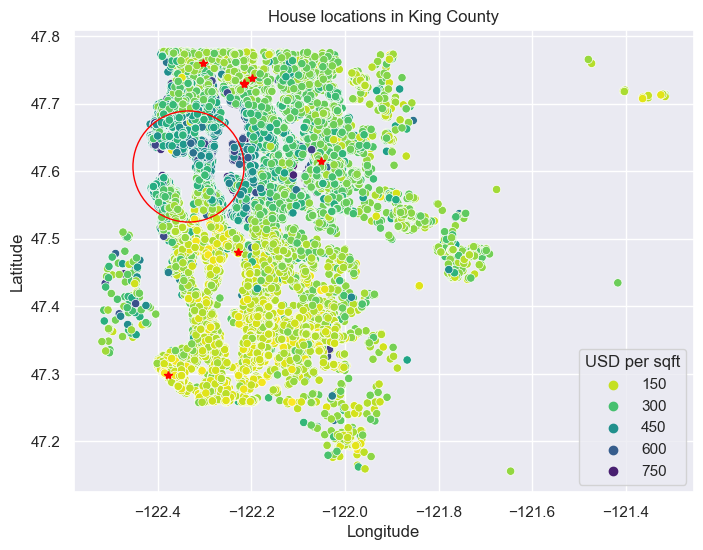 House locations in King County
47.8
47.7
47.6
47.5
47.4
47.3
47.2
Latitude
USD per sqft
150
300
450
600
750
−122.4 −122.2 −122.0 −121.8 −121.6 −121.4
Longitude